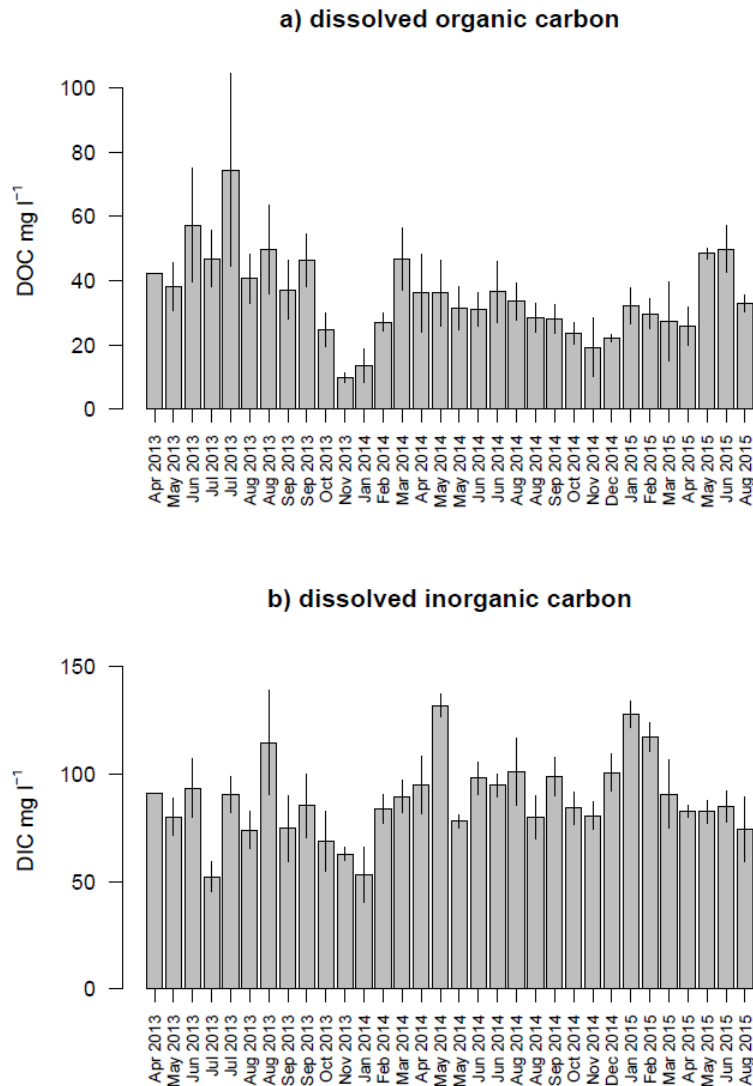 a) dissolved organic carbon
DOC mg l⁻¹
100
80
60
40
20
0
Apr 2013
May 2013
Jun 2013
Jul 2013
Jul 2013
Aug 2013
Aug 2013
Sep 2013
Sep 2013
Oct 2013
Nov 2013
Jan 2014
Feb 2014
Mar 2014
Apr 2014
May 2014
May 2014
Jun 2014
Jun 2014
Aug 2014
Aug 2014
Sep 2014
Oct 2014
Nov 2014
Dec 2014
Jan 2015
Feb 2015
Mar 2015
Apr 2015
May 2015
Jun 2015
Aug 2015
b) dissolved inorganic carbon
DIC mg l⁻¹
150
100
50
0
Apr 2013
May 2013
Jun 2013
Jul 2013
Jul 2013
Aug 2013
Aug 2013
Sep 2013
Sep 2013
Oct 2013
Nov 2013
Jan 2014
Feb 2014
Mar 2014
Apr 2014
May 2014
May 2014
Jun 2014
Jun 2014
Aug 2014
Aug 2014
Sep 2014
Oct 2014
Nov 2014
Dec 2014
Jan 2015
Feb 2015
Mar 2015
Apr 2015
May 2015
Jun 2015
Aug 2015